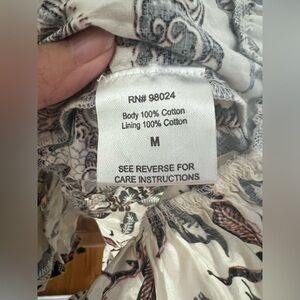 RN# 98024
Body 100% Cotton
Lining 100% Cotton
M
SEE REVERSE FOR
CARE INSTRUCTIONS